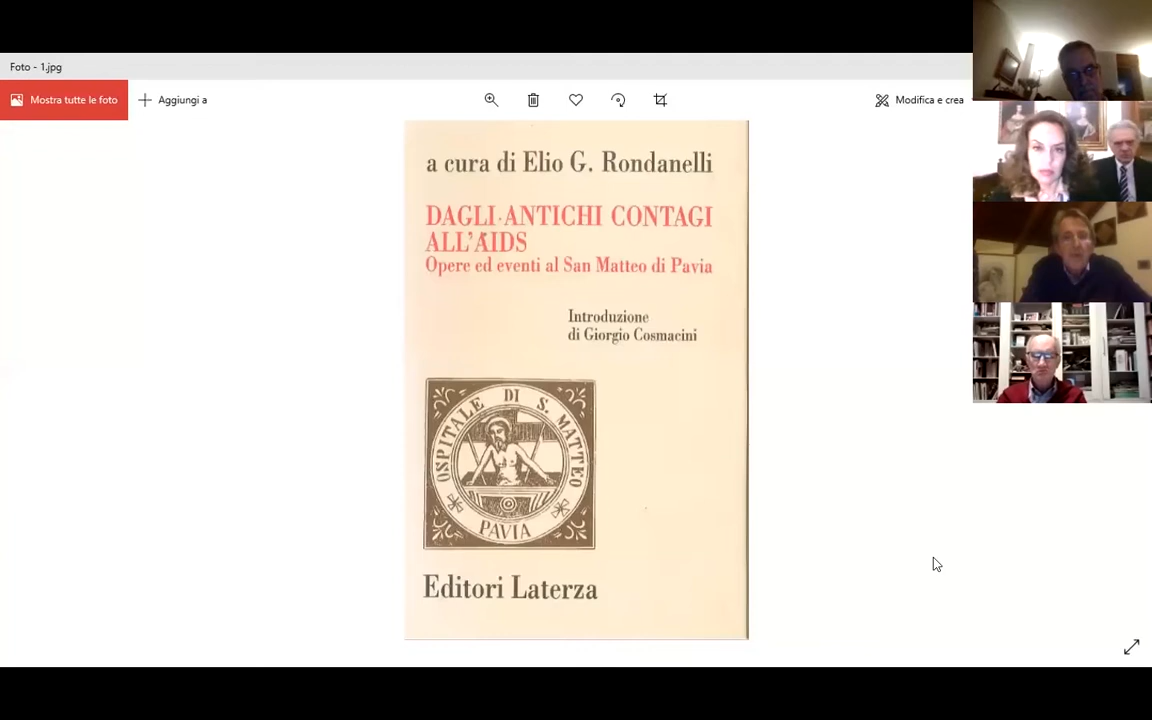 Foto - 1.jpg
Mostra tutte le foto
Aggiungi a
Modifica e crea
a cura di Elio G. Rondanelli
DAGLI ANTICHI CONTAGI
ALL'AIDS
Opere ed eventi al San Matteo di Pavia
Introduzione
di Giorgio Cosmacini
OSPITALE DI S. MATTEO
PAVIA
Editori Laterza